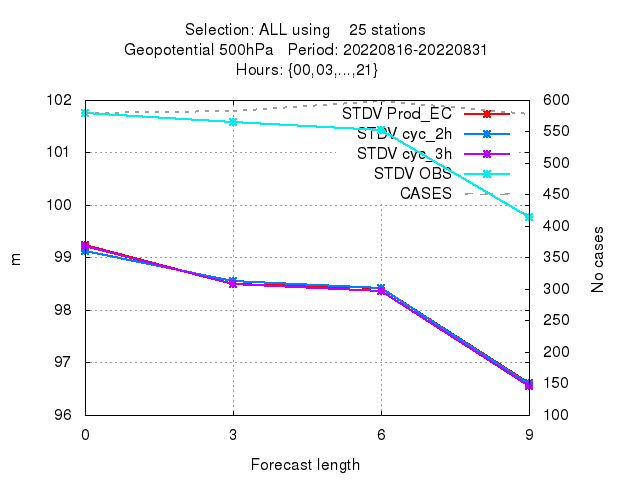 Selection: ALL using 25 stations
Geopotential 500hPa Period: 20220816-20220831
Hours: {00,03,...,21}
102 600
STDV Prod_EC
550
STDV cyc_2h
101 500
STDV cyc_3h
STDV OBS
450
CASES
100 400
m
99 350
No cases
300
98 250
97 200
150
96 100
0 3 6 9
Forecast length